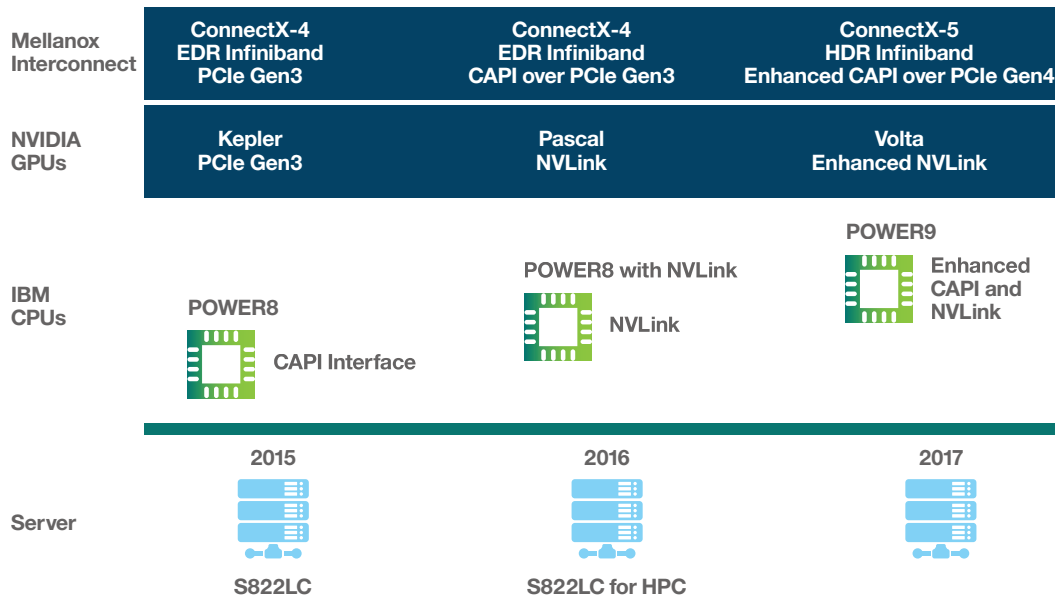 Mellanox
Interconnect
ConnectX-4
EDR Infiniband
PCIe Gen3
ConnectX-4
EDR Infiniband
CAPI over PCIe Gen3
ConnectX-5
HDR Infiniband
Enhanced CAPI over PCIe Gen4
NVIDIA
GPUs
Kepler
PCIe Gen3
Pascal
NVLink
Volta
Enhanced NVLink
IBM
CPUs
POWER8
CAPI Interface
POWER8 with NVLink
NVLink
POWER9
Enhanced
CAPI and
NVLink
Server
2015
S822LC
2016
S822LC for HPC
2017